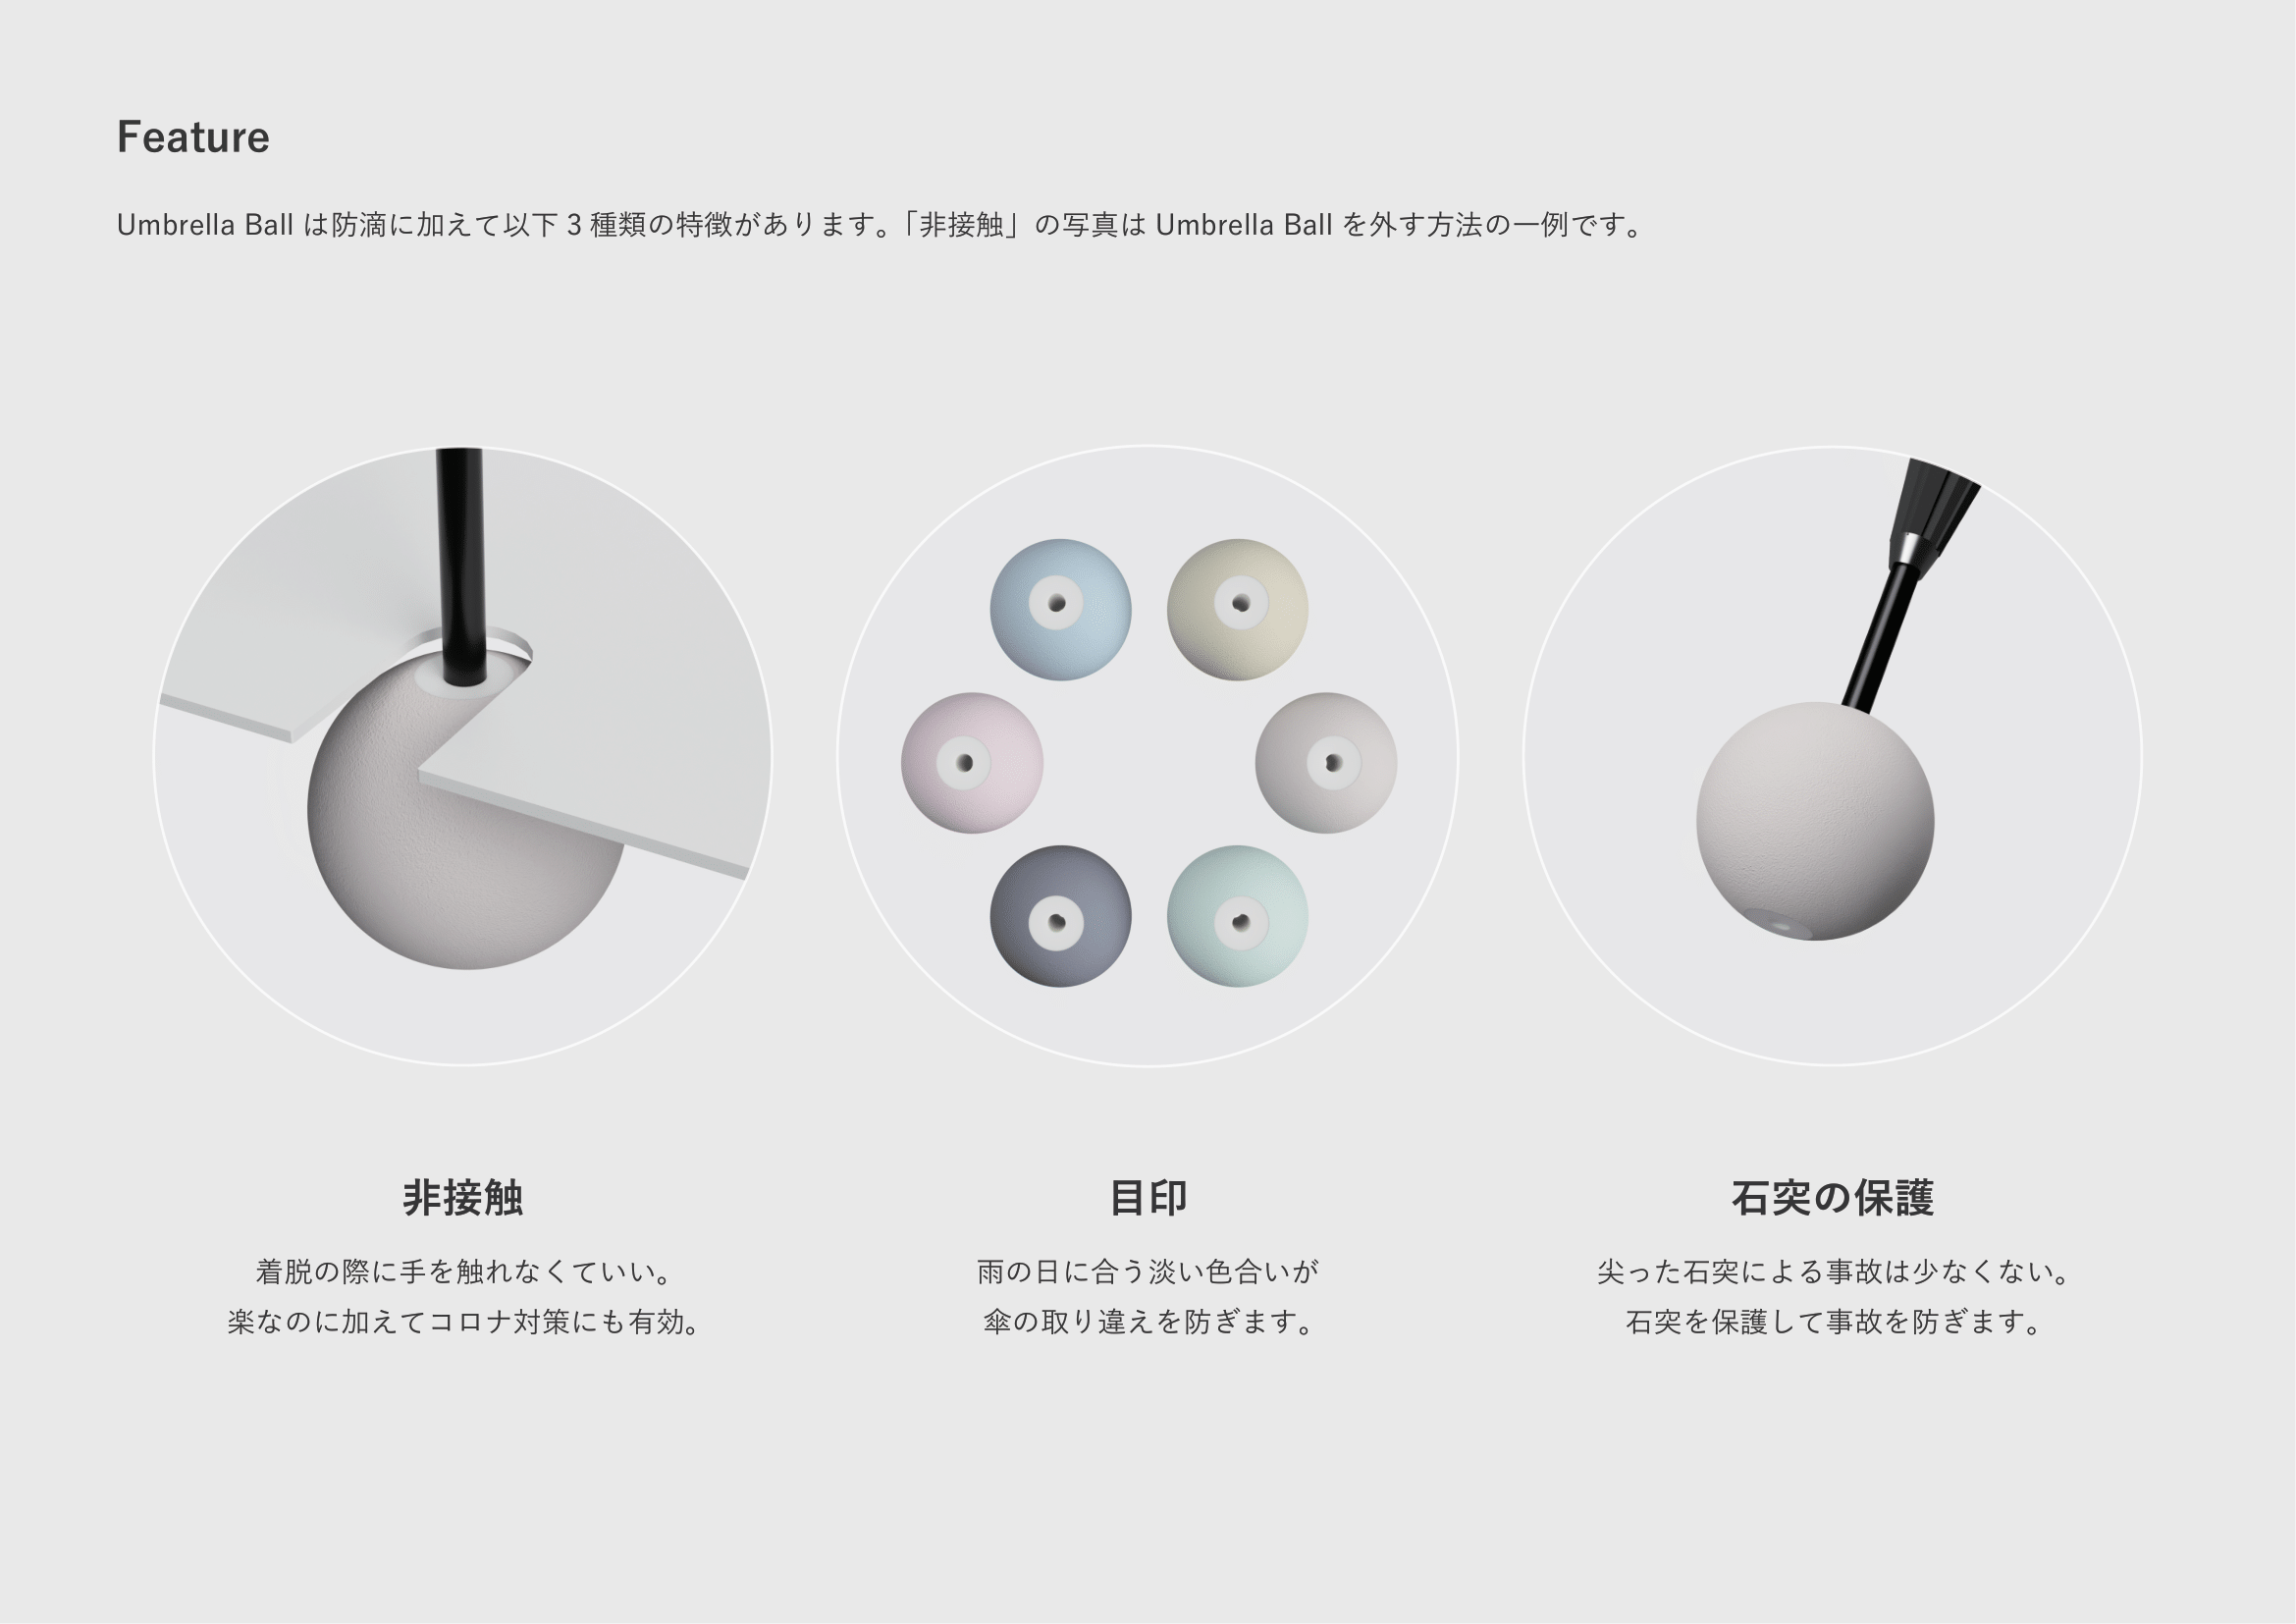 Feature
Umbrella Ball は防滴に加えて以下 3 種類の特徴があります。「非接触」の写真は Umbrella Ball を外す方法の一例です。
非接触
着脱の際に手を触れなくていい。
楽なのに加えてコロナ対策にも有効。
目印
雨の日に合う淡い色合いが
傘の取り違えを防ぎます。
石突の保護
尖った石突による事故は少なくない。
石突を保護して事故を防ぎます。